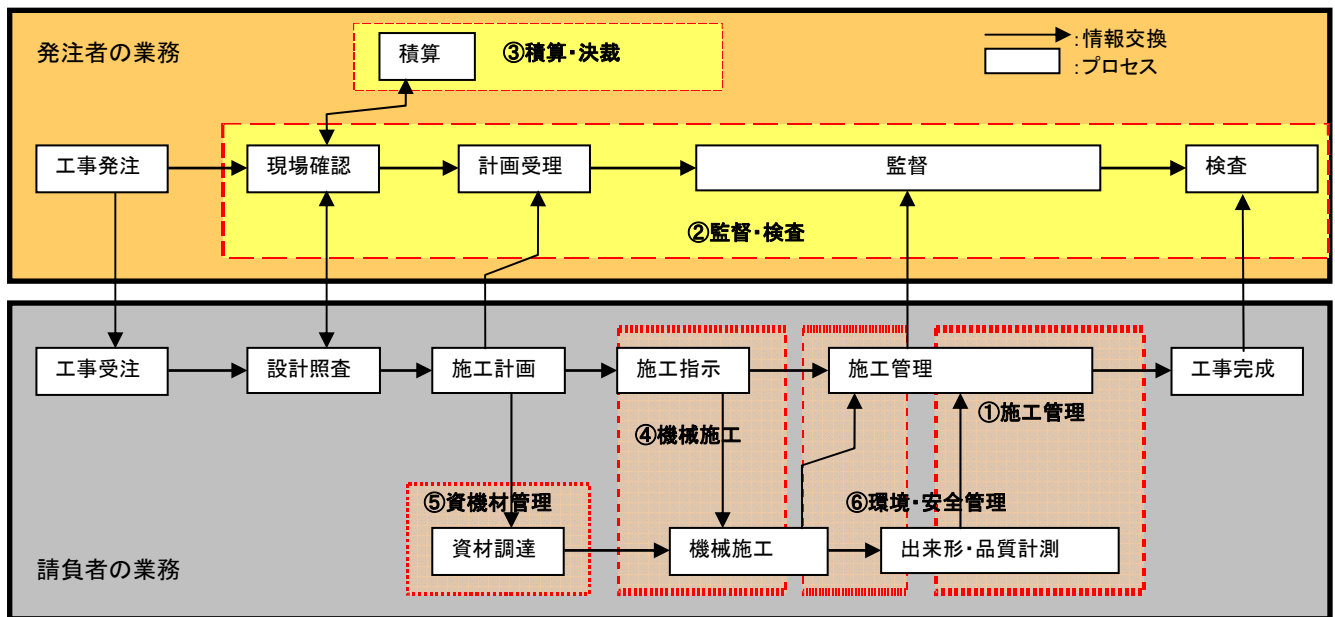 発注者の業務
積算
③積算・決裁
:情報交換
:プロセス
工事発注
現場確認
計画受理
監督
検査
②監督・検査
工事受注
設計照査
施工計画
施工指示
施工管理
工事完成
①施工管理
④機械施工
⑤資機材管理
⑥環境・安全管理
資材調達
機械施工
出来形・品質計測
請負者の業務